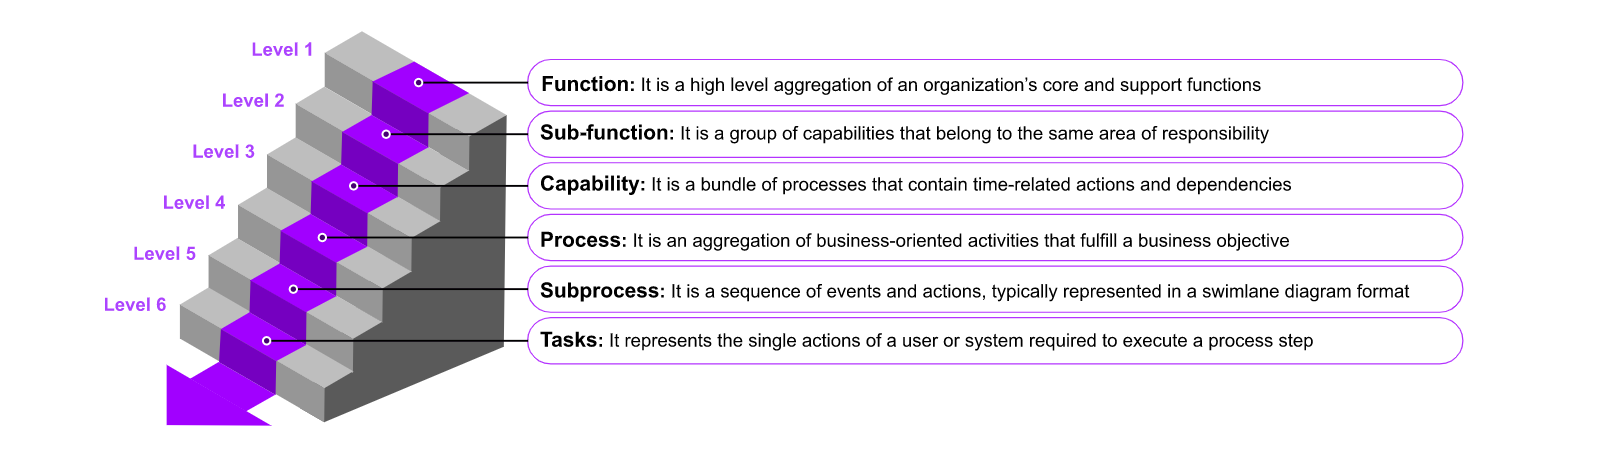 Level 1
Function: It is a high level aggregation of an organization’s core and support functions
Level 2
Sub-function: It is a group of capabilities that belong to the same area of responsibility
Level 3
Capability: It is a bundle of processes that contain time-related actions and dependencies
Level 4
Process: It is an aggregation of business-oriented activities that fulfill a business objective
Level 5
Subprocess: It is a sequence of events and actions, typically represented in a swimlane diagram format
Level 6
Tasks: It represents the single actions of a user or system required to execute a process step